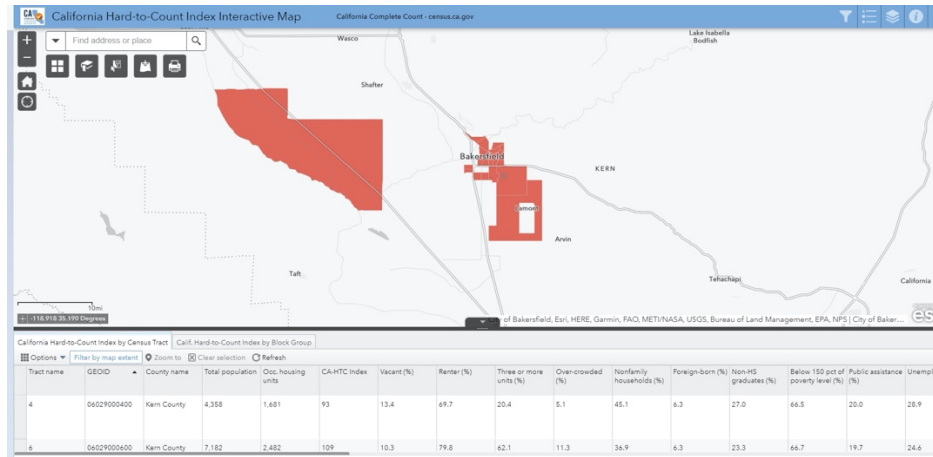 California Hard-to-Count Index Interactive Map California Complete Count - census.ca.gov
Find address or place
Wasco
Lake Isabella
Bodfish
Shafter
Bakersfield
KERN
Lamont
Arvin
Taft
Tehachapi
California
10mi
-118.918 35.190 Degrees
of Bakersfield, Esri, HERE, Garmin, FAO, METI/NASA, USGS, Bureau of Land Management, EPA, NPS | City of Baker...
California Hard-to-Count Index by Census Tract Calif. Hard-to-Count Index by Block Group
Options Filter by map extent Zoom to Clear selection Refresh
Tract name GEOID County name Total population Occ. housing units CA-HTC Index Vacant (%) Renter (%) Three or more units (%) Over-crowded (%) Nonfamily households (%) Foreign-born (%) Non-HS graduates (%) Below 150 pct of poverty level (%) Public assistance (%) Unempl
4 06029000400 Kern County 4,358 1,681 93 13.4 69.7 20.4 5.1 45.1 6.3 27.0 66.5 20.0 28.9
6 06029000600 Kern County 7,182 2,482 109 10.3 79.8 62.1 11.3 36.9 6.3 23.3 66.7 19.7 24.6